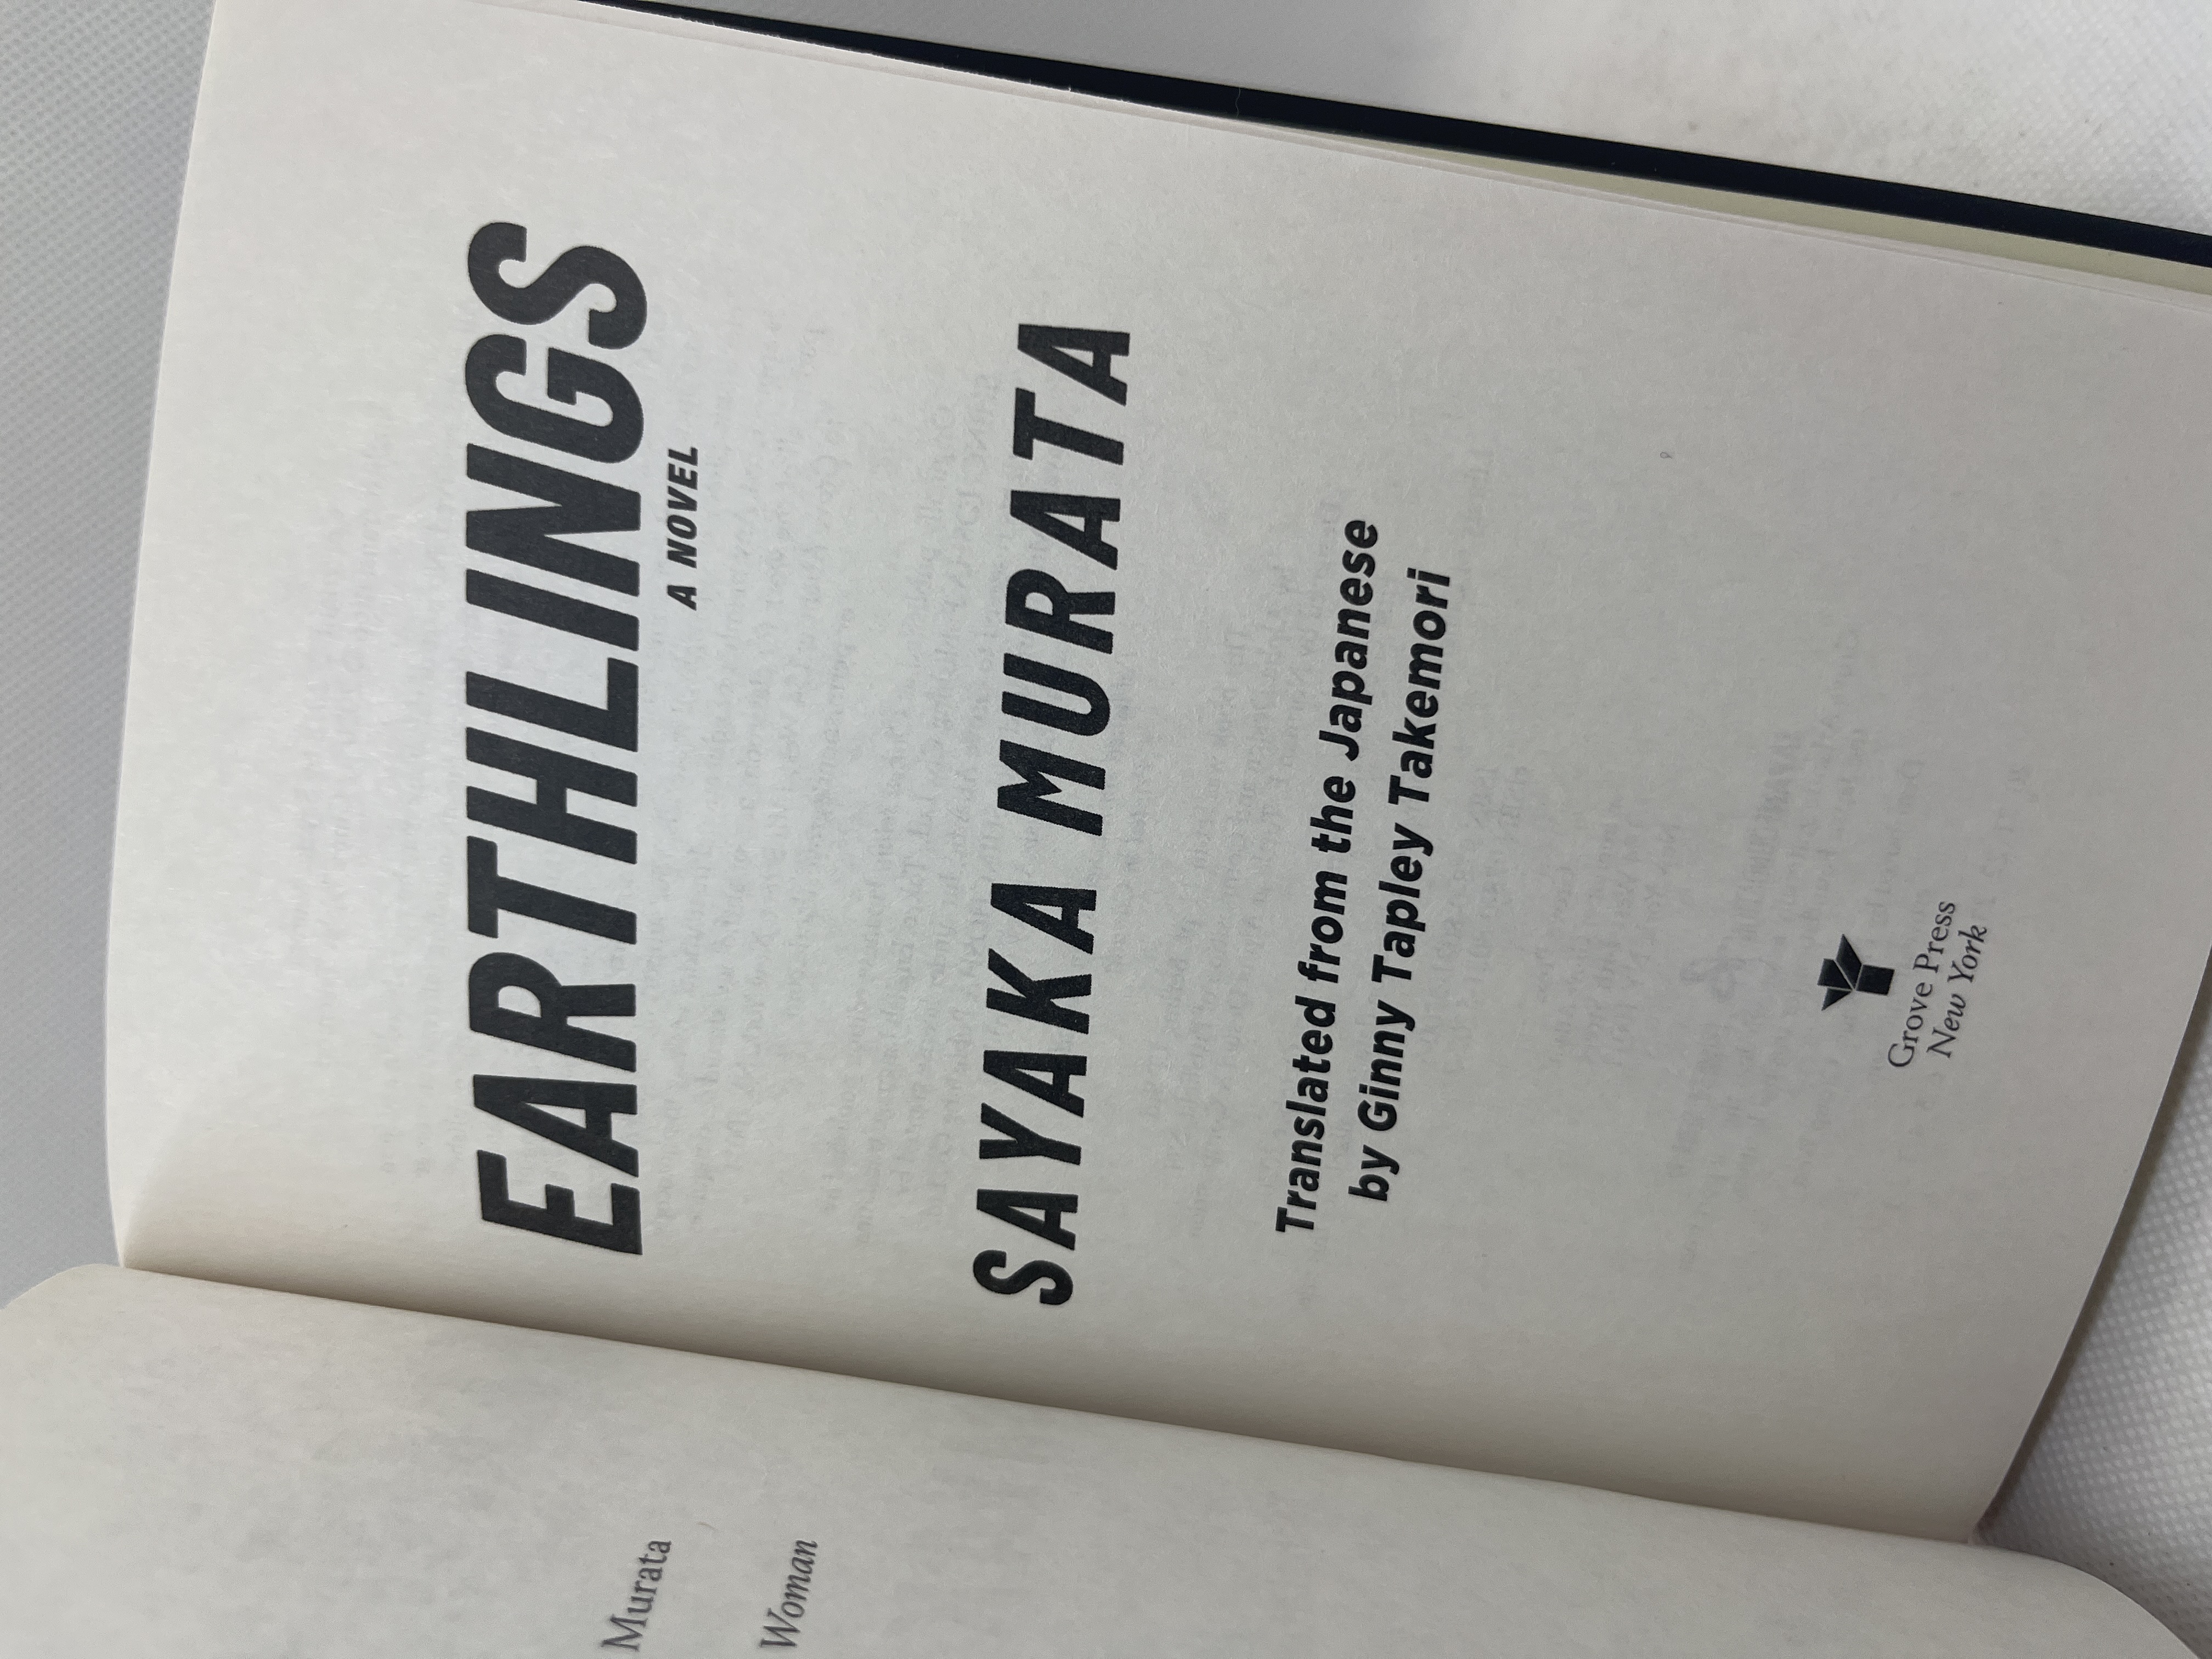 Murata
Woman
EARTHLINGS
A NOVEL
SAYAKA MURATA
Translated from the Japanese
by Ginny Tapley Takemori
Grove Press
New York